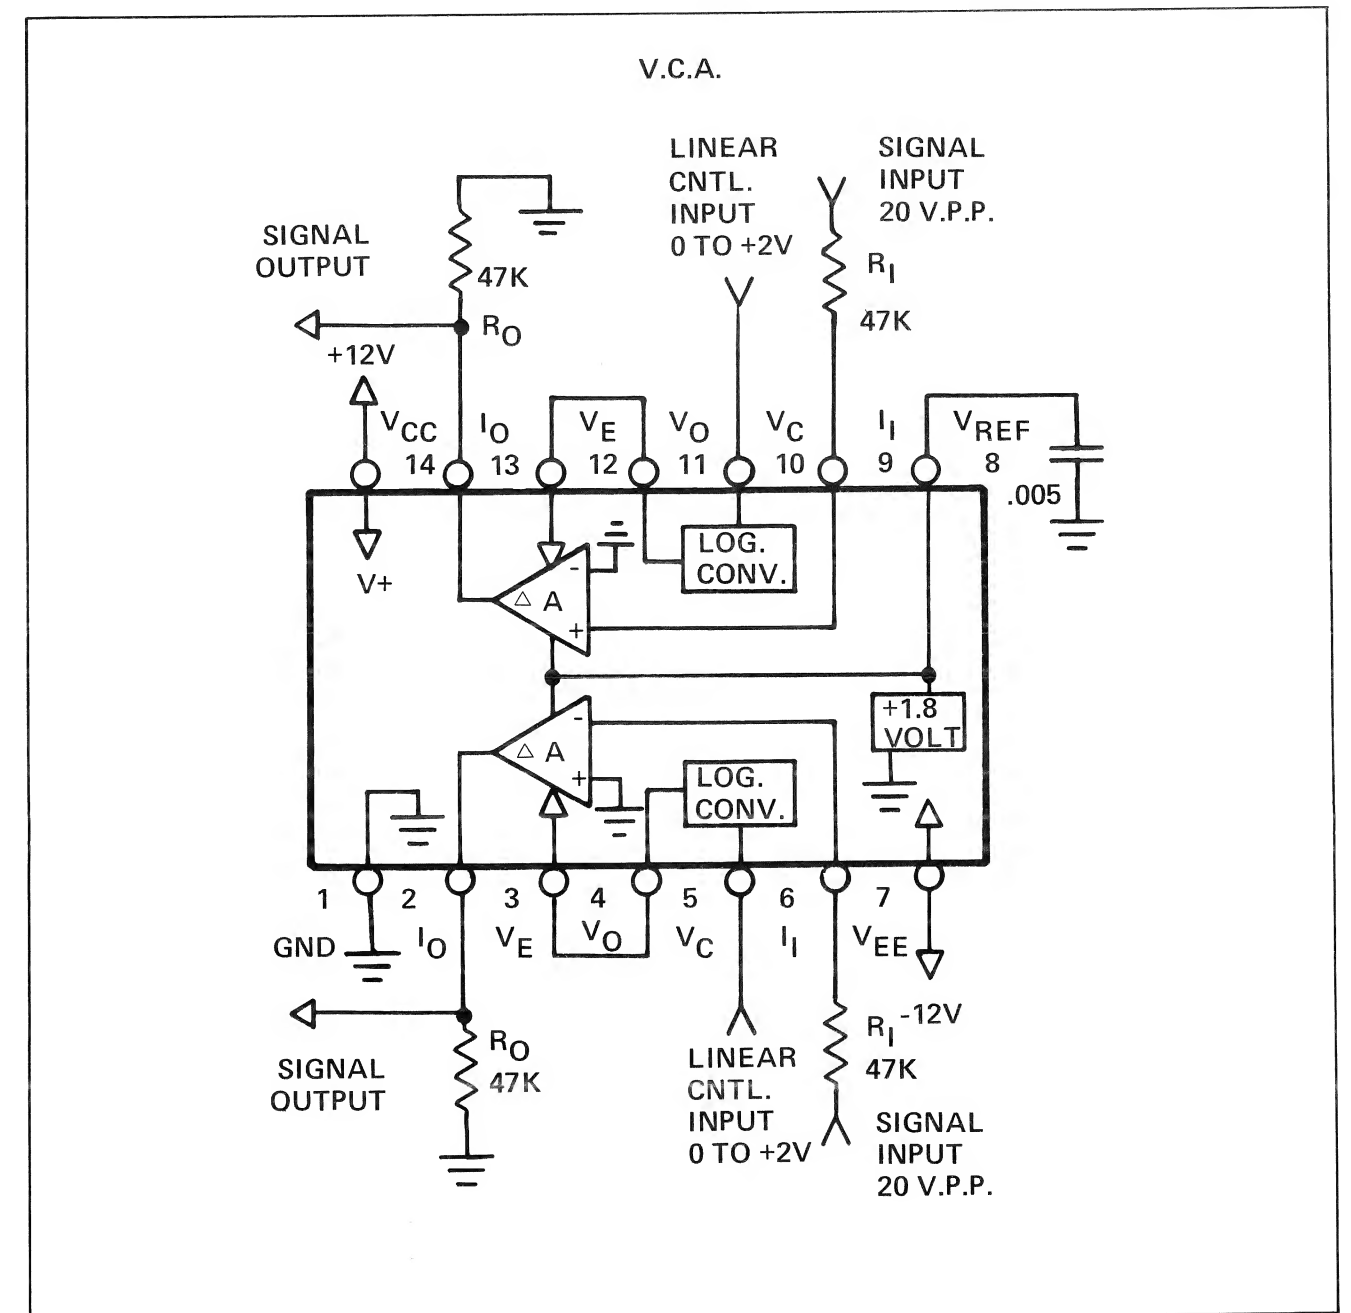 V.C.A.
LINEAR
CNTL.
INPUT
0 TO +2V
SIGNAL
INPUT
20 V.P.P.
SIGNAL
OUTPUT
47K
RO
RI
47K
+12V
VCC
IO
VE
VO
VC
II
VREF
14
13
12
11
10
9
8
.005
V+
LOG.
CONV.
-
△ A
+
+1.8
VOLT
-
△ A
+
LOG.
CONV.
1
2
3
4
5
6
7
GND
IO
VE
VO
VC
II
VEE
RO
47K
RI
-12V
47K
SIGNAL
OUTPUT
LINEAR
CNTL.
INPUT
0 TO +2V
SIGNAL
INPUT
20 V.P.P.